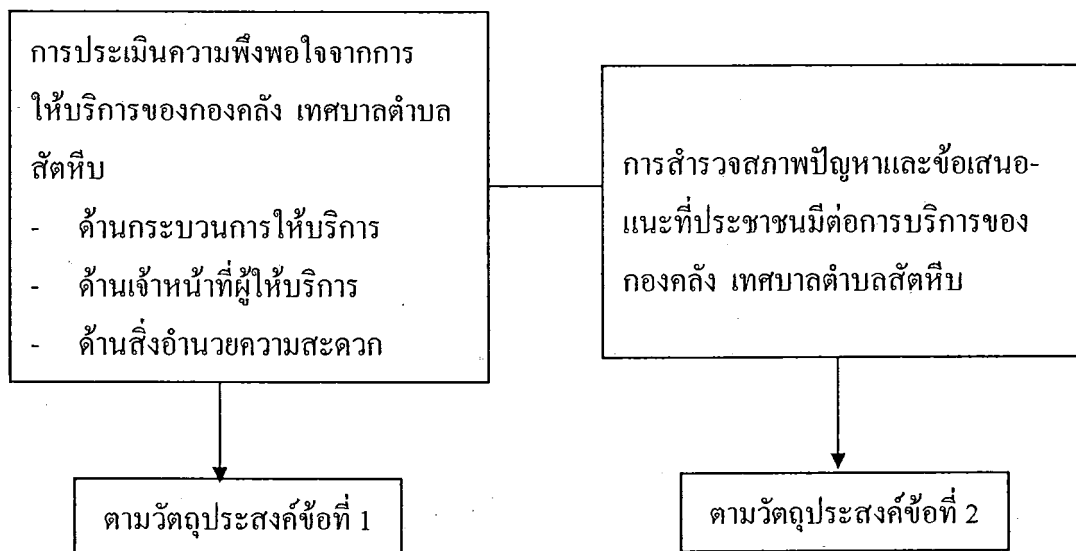 การประเมินความพึงพอใจจากการ
ให้บริการของกองคลัง เทศบาลตำบล
สัตหีบ
- ด้านกระบวนการให้บริการ
- ด้านเจ้าหน้าที่ผู้ให้บริการ
- ด้านสิ่งอำนวยความสะดวก
การสำรวจสภาพปัญหาและข้อเสนอ-
แนะที่ประชาชนมีต่อการบริการของ
กองคลัง เทศบาลตำบลสัตหีบ
ตามวัตถุประสงค์ข้อที่ 1
ตามวัตถุประสงค์ข้อที่ 2